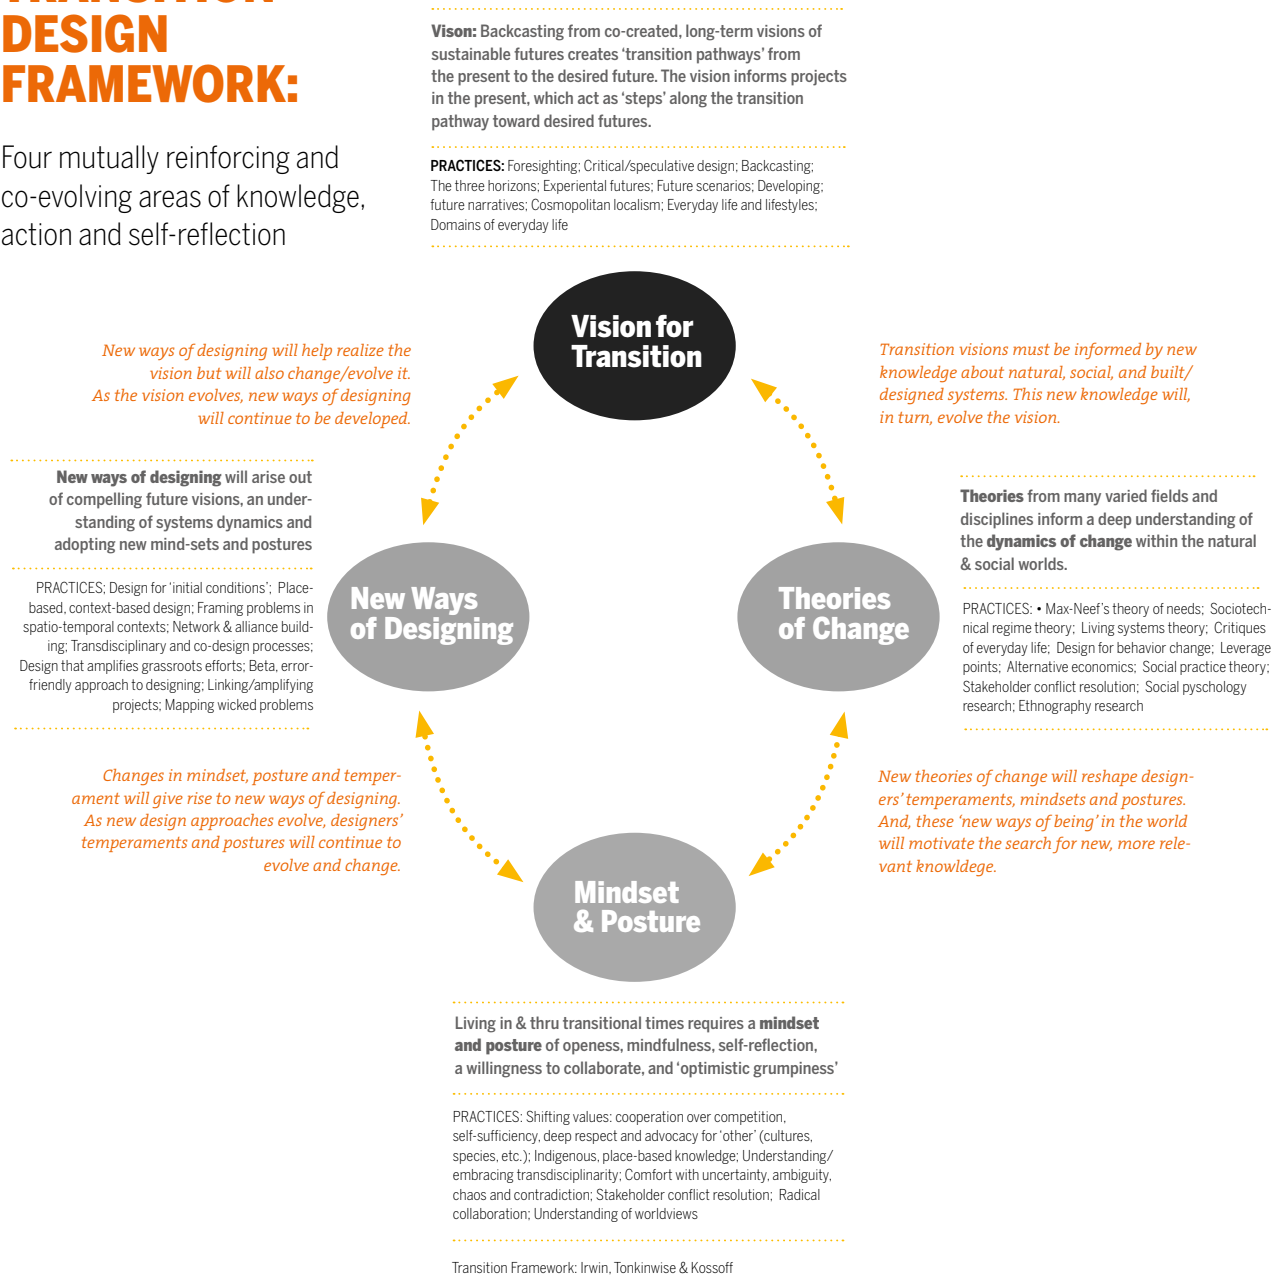 TRANSITION
DESIGN
FRAMEWORK:
Four mutually reinforcing and
co-evolving areas of knowledge,
action and self-reflection
Vison: Backcasting from co-created, long-term visions of
sustainable futures creates ‘transition pathways’ from
the present to the desired future. The vision informs projects
in the present, which act as ‘steps’ along the transition
pathway toward desired futures.
PRACTICES: Foresighting; Critical/speculative design; Backcasting;
The three horizons; Experiental futures; Future scenarios; Developing;
future narratives; Cosmopolitan localism; Everyday life and lifestyles;
Domains of everyday life
Vision for
Transition
New ways of designing will help realize the
vision but will also change/evolve it.
As the vision evolves, new ways of designing
will continue to be developed.
Transition visions must be informed by new
knowledge about natural, social, and built/
designed systems. This new knowledge will,
in turn, evolve the vision.
New ways of designing will arise out
of compelling future visions, an under-
standing of systems dynamics and
adopting new mind-sets and postures
PRACTICES; Design for ‘initial conditions’; Place-
based, context-based design; Framing problems in
spatio-temporal contexts; Network & alliance build-
ing; Transdisciplinary and co-design processes;
Design that amplifies grassroots efforts; Beta, error-
friendly approach to designing; Linking/amplifying
projects; Mapping wicked problems
New Ways
of Designing
Theories
of Change
Theories from many varied fields and
disciplines inform a deep understanding of
the dynamics of change within the natural
& social worlds.
PRACTICES: • Max-Neef’s theory of needs; Sociotech-
nical regime theory; Living systems theory; Critiques
of everyday life; Design for behavior change; Leverage
points; Alternative economics; Social practice theory;
Stakeholder conflict resolution; Social pyschology
research; Ethnography research
Changes in mindset, posture and temper-
ament will give rise to new ways of designing.
As new design approaches evolve, designers’
temperaments and postures will continue to
evolve and change.
New theories of change will reshape design-
ers’ temperaments, mindsets and postures.
And, these ‘new ways of being’ in the world
will motivate the search for new, more rele-
vant knowldege.
Mindset
& Posture
Living in & thru transitional times requires a mindset
and posture of openess, mindfulness, self-reflection,
a willingness to collaborate, and ‘optimistic grumpiness’
PRACTICES: Shifting values: cooperation over competition,
self-sufficiency, deep respect and advocacy for ‘other’ (cultures,
species, etc.); Indigenous, place-based knowledge; Understanding/
embracing transdisciplinarity; Comfort with uncertainty, ambiguity,
chaos and contradiction; Stakeholder conflict resolution; Radical
collaboration; Understanding of worldviews
Transition Framework: Irwin, Tonkinwise & Kossoff